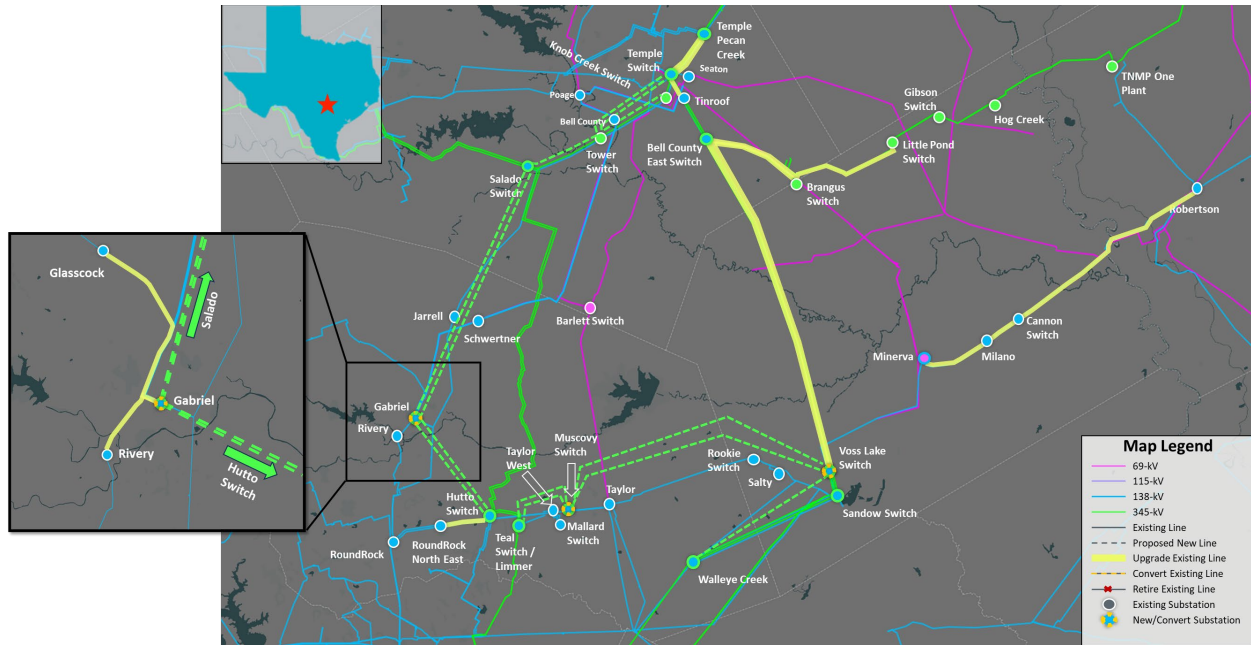 Temple
Pecan
Creek
Knob Creek Switch
Temple
Switch
Seaton
Poage
Tinroof
Bell County
Tower
Switch
Bell County
East Switch
Gibson
Switch
TNMP One
Plant
Hog Creek
Little Pond
Switch
Brangus
Switch
Salado
Switch
Robertson
Glasscock
Salado
Gabriel
Rivery
Hutto
Switch
Jarrell
Schwertner
Barlett Switch
Cannon
Switch
Milano
Minerva
Gabriel
Rivery
Taylor
West
Muscovy
Switch
Rookie
Switch
Salty
Voss Lake
Switch
Sandow Switch
Hutto
Switch
Taylor
RoundRock
RoundRock
North East
Teal
Switch /
Limmer
Mallard
Switch
Walleye Creek
Map Legend
69-kV
115-kV
138-kV
345-kV
Existing Line
Proposed New Line
Upgrade Existing Line
Convert Existing Line
Retire Existing Line
Existing Substation
New/Convert Substation